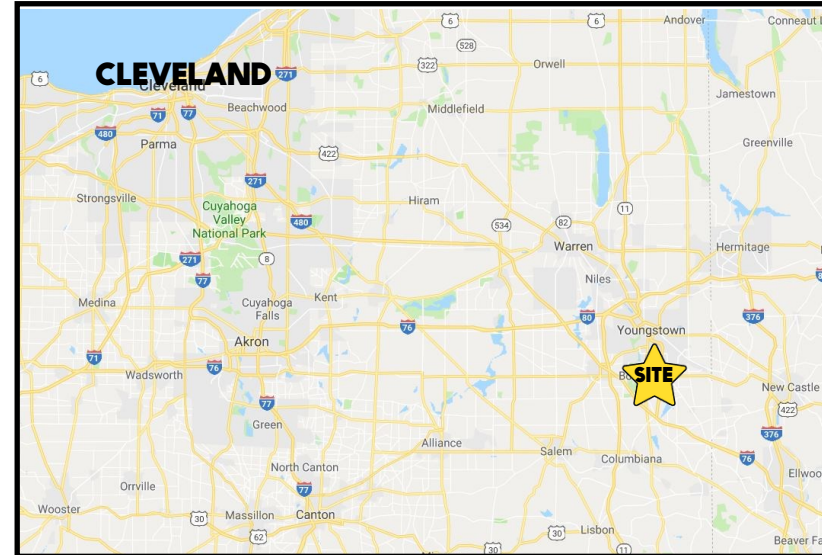 6
6
Andover
Conneaut L
528
CLEVELAND
271
322
Orwell
6
Cleveland
Jamestown
Beachwood
Middlefield
71
77
480
Parma
Greenville
422
271
Strongsville
Cuyahoga
Valley
National Park
Hiram
11
480
534
82
Warren
Hermitage
271
8
77
Niles
8
Medina
Cuyahoga
Falls
Kent
376
80
76
Youngstown
Akron
71
76
Wadsworth
SITE
Bo
New Castle
77
422
Green
376
Alliance
Salem
Columbiana
76
North Canton
Ellwoo
77
Orrville
Wooster
30
Massillon
Canton
62
30
Lisbon
30
11
Beaver Fa